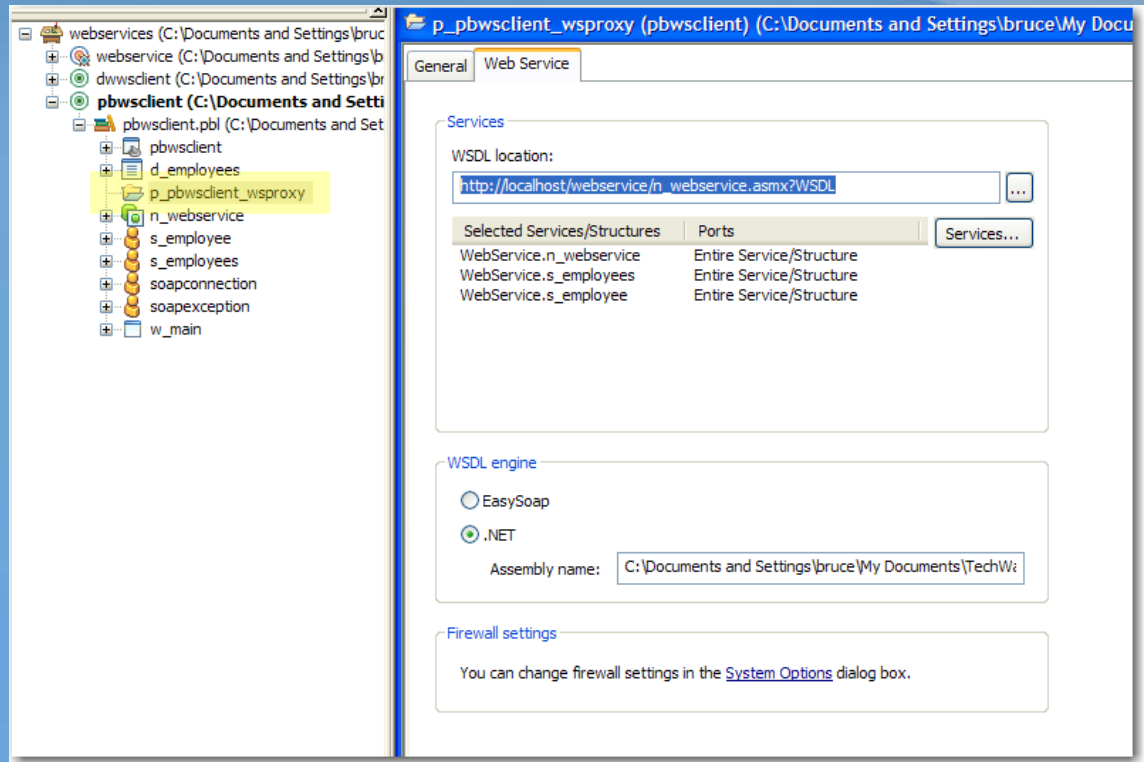 webservices (C:\Documents and Settings\bruc
webservice (C:\Documents and Settings\b
dwwsclient (C:\Documents and Settings\br
pbwsclient (C:\Documents and Setti
pbwsclient.pbl (C:\Documents and Set
pbwsclient
d_employees
p_pbwsclient_wsproxy
n_webservice
s_employee
s_employees
soapconnection
soapexception
w_main
p_pbwsclient_wsproxy (pbwsclient) (C:\Documents and Settings\bruce\My Docu
General Web Service
Services
WSDL location:
http://localhost/webservice/n_webservice.asmx?WSDL ...
Selected Services/Structures Ports Services...
WebService.n_webservice Entire Service/Structure
WebService.s_employees Entire Service/Structure
WebService.s_employee Entire Service/Structure
WSDL engine
EasySoap
.NET
Assembly name: C:\Documents and Settings\bruce\My Documents\TechWa
Firewall settings
You can change firewall settings in the System Options dialog box.